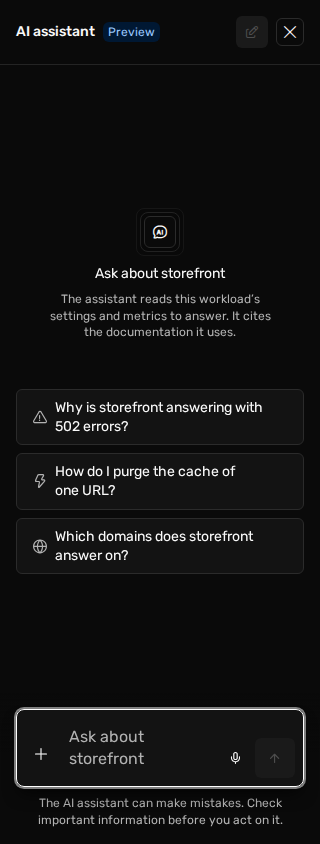 AI assistant Preview
AI
Ask about storefront
The assistant reads this workload's
settings and metrics to answer. It cites
the documentation it uses.
Why is storefront answering with
502 errors?
How do I purge the cache of
one URL?
Which domains does storefront
answer on?
Ask about
storefront
The AI assistant can make mistakes. Check
important information before you act on it.